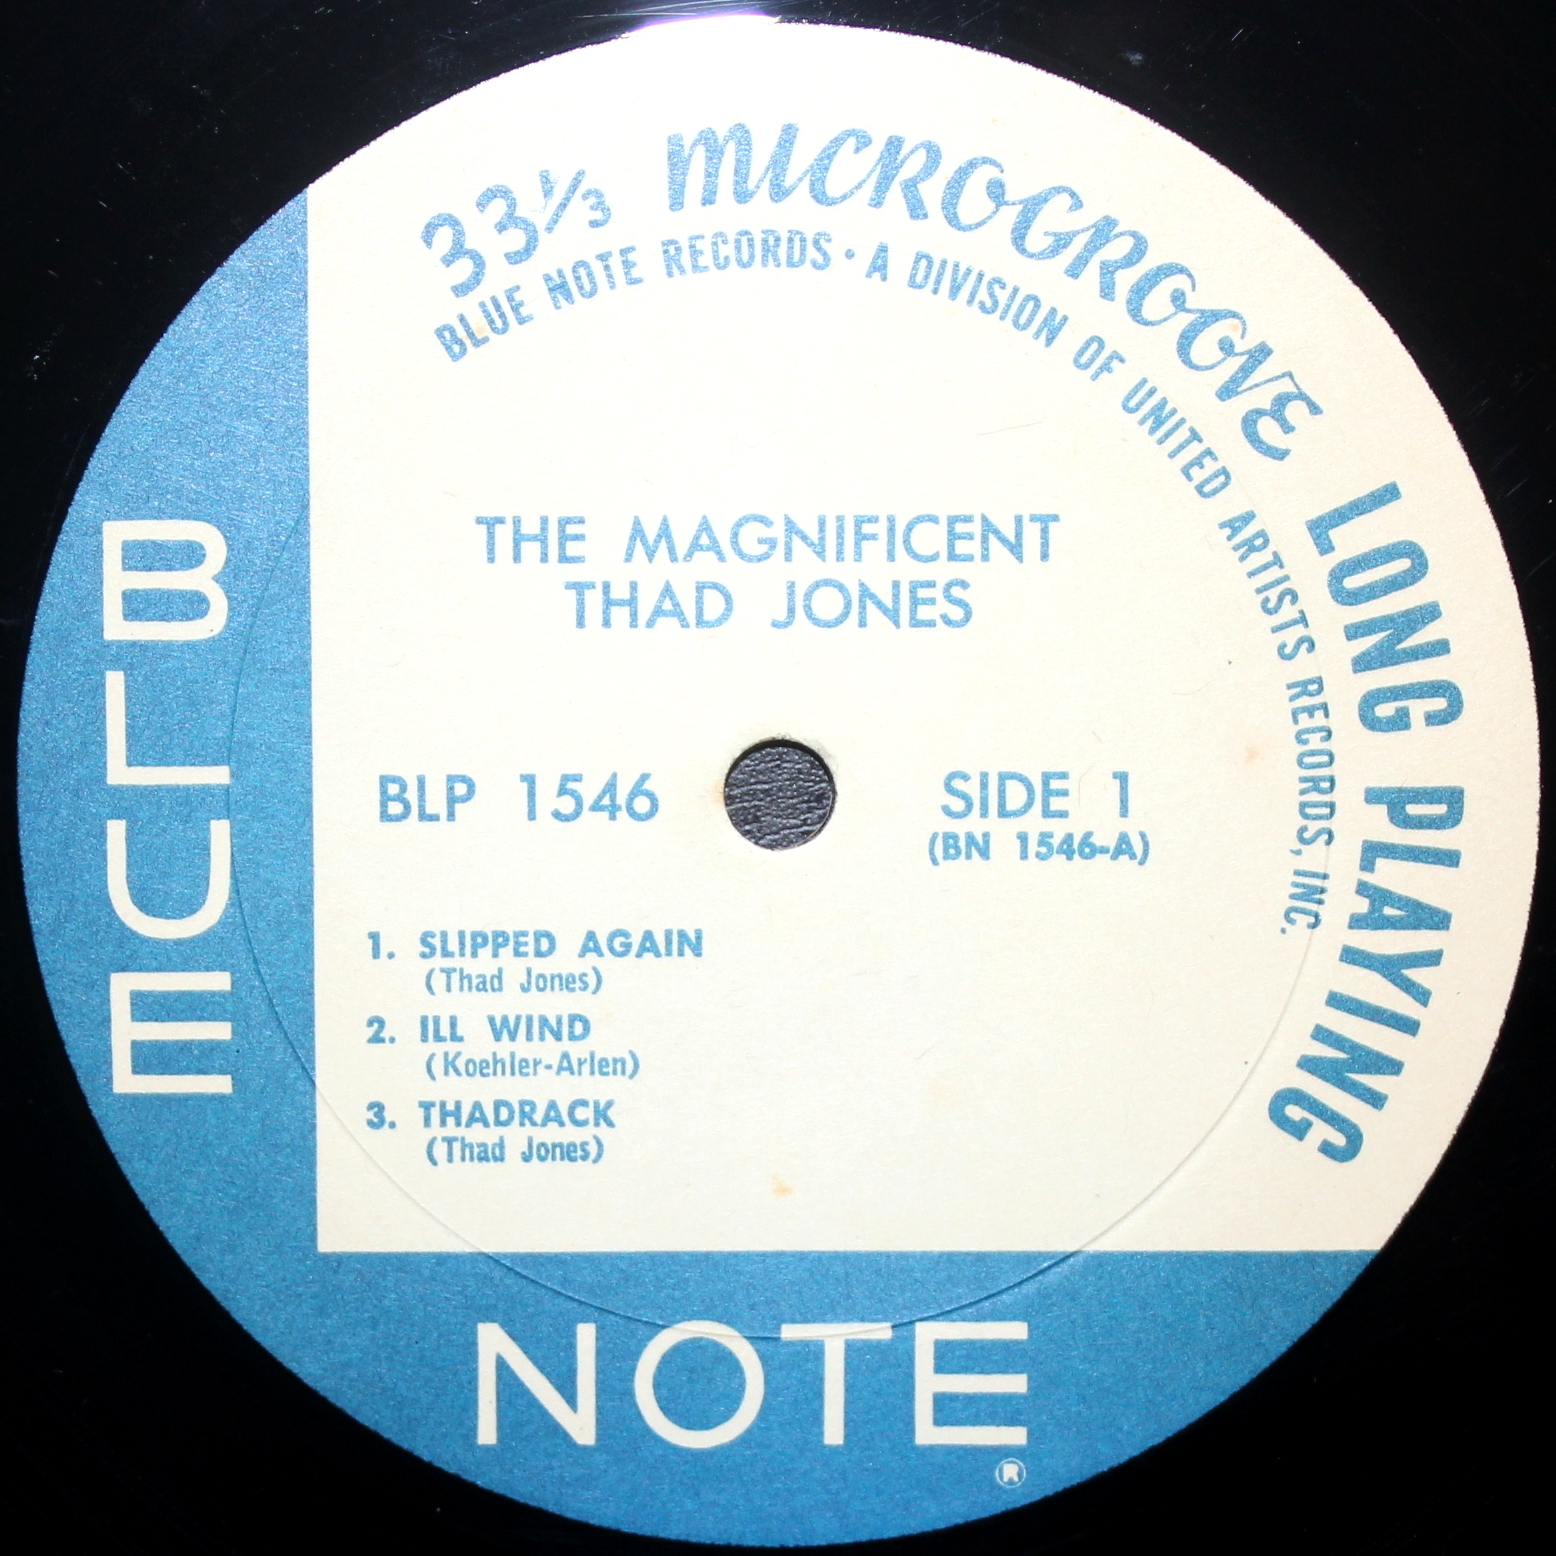 33⅓ MICROGROOVE LONG PLAYING
BLUE NOTE RECORDS · A DIVISION OF UNITED ARTISTS RECORDS, INC.
THE MAGNIFICENT
THAD JONES
BLP 1546
SIDE 1
(BN 1546-A)
1. SLIPPED AGAIN
(Thad Jones)
2. ILL WIND
(Koehler-Arlen)
3. THADRACK
(Thad Jones)
BLUE
NOTE
®